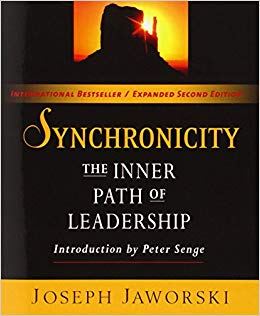 INTERNATIONAL BESTSELLER / EXPANDED SECOND EDITION
SYNCHRONICITY
THE INNER
PATH OF
LEADERSHIP
Introduction by Peter Senge
JOSEPH JAWORSKI